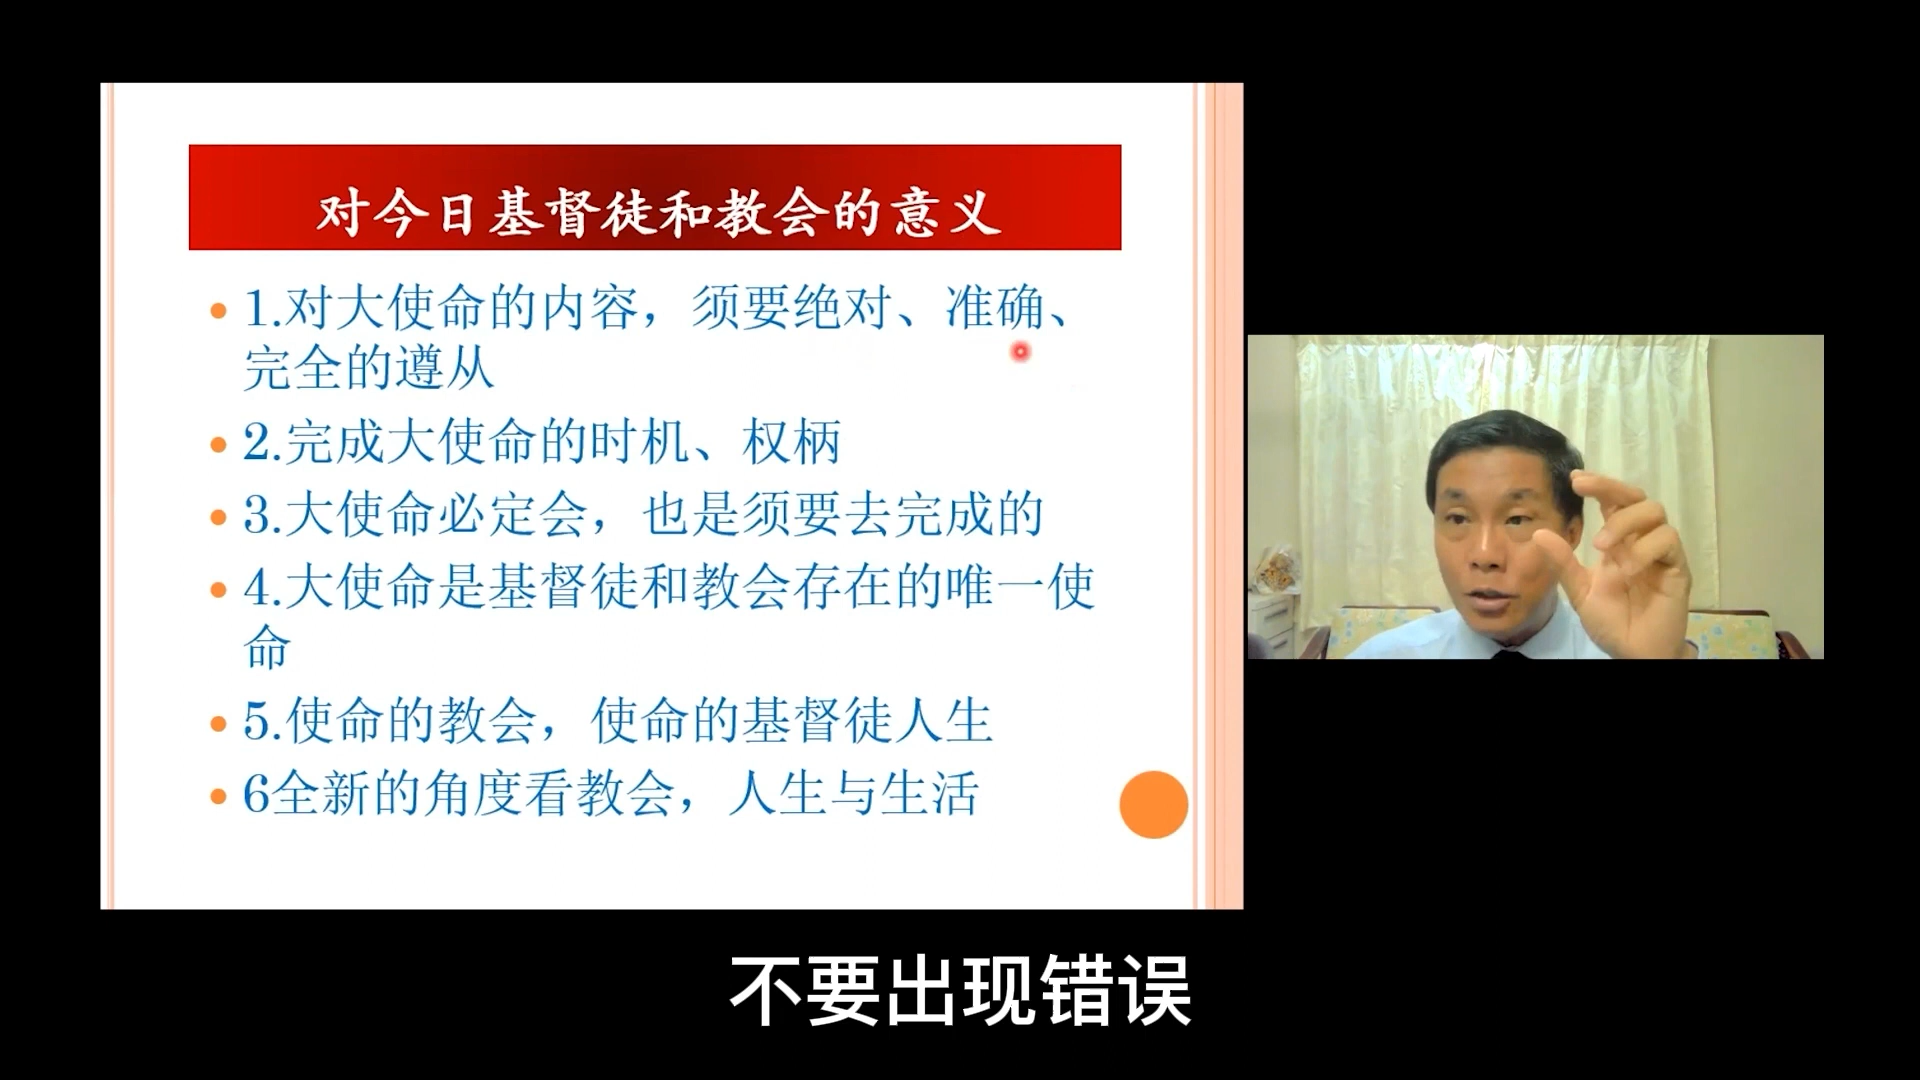 对今日基督徒和教会的意义
1.对大使命的内容，须要绝对、准确、
完全的遵从
2.完成大使命的时机、权柄
3.大使命必定会，也是须要去完成的
4.大使命是基督徒和教会存在的唯一使
命
5.使命的教会，使命的基督徒人生
6全新的角度看教会，人生与生活
不要出现错误